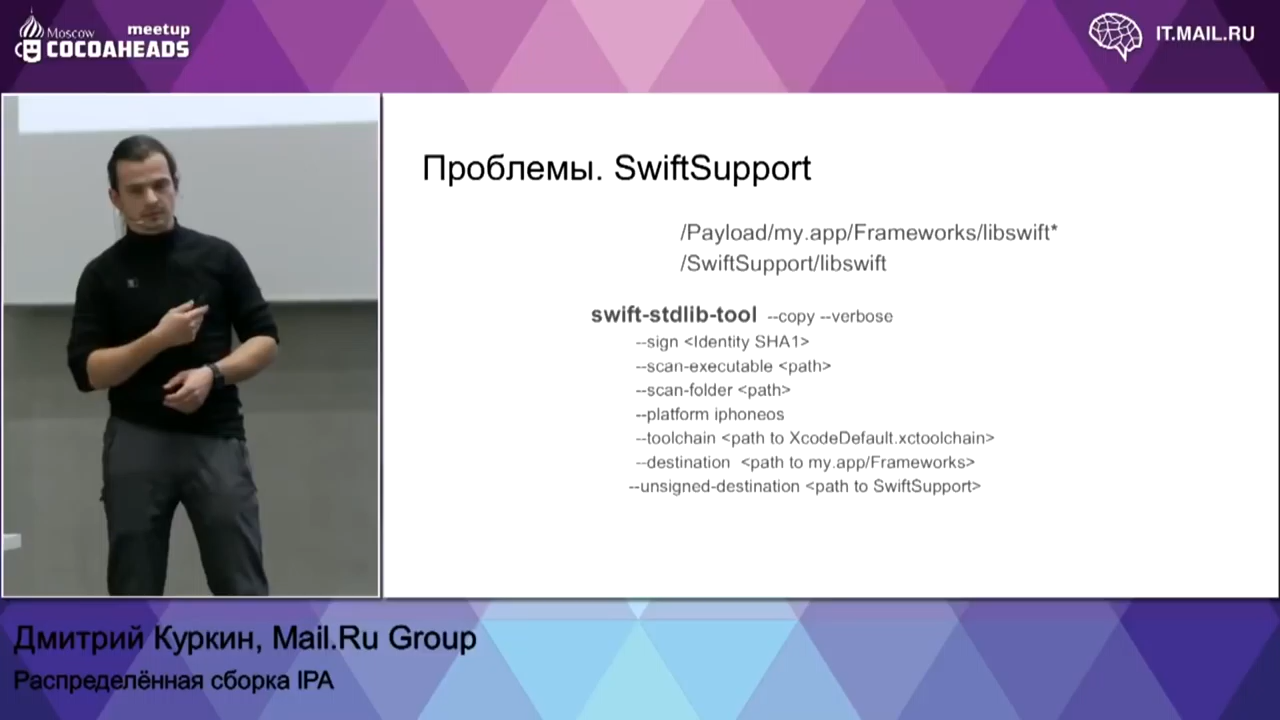 Moscow meetup
COCOAHEADS
IT.MAIL.RU
Проблемы. SwiftSupport
/Payload/my.app/Frameworks/libswift*
/SwiftSupport/libswift
swift-stdlib-tool --copy --verbose
--sign <Identity SHA1>
--scan-executable <path>
--scan-folder <path>
--platform iphoneos
--toolchain <path to XcodeDefault.xctoolchain>
--destination <path to my.app/Frameworks>
--unsigned-destination <path to SwiftSupport>
Дмитрий Куркин, Mail.Ru Group
Распределённая сборка IPA